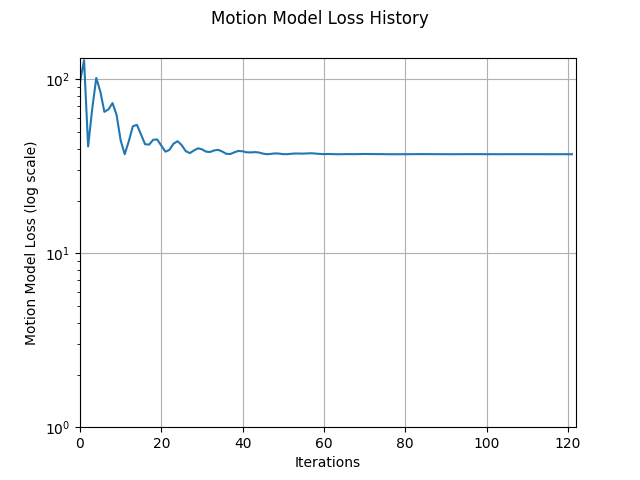 Motion Model Loss History
Motion Model Loss (log scale)
10²
10¹
10⁰
0 20 40 60 80 100 120
Iterations